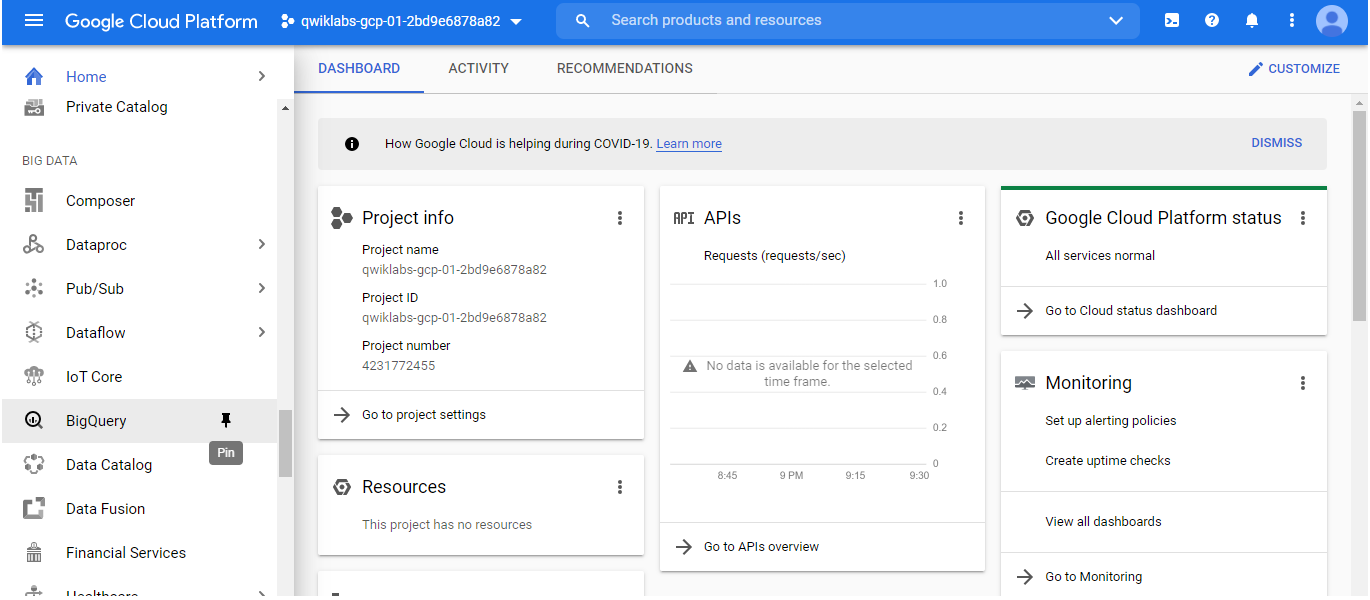 Google Cloud Platform
qwiklabs-gcp-01-2bd9e6878a82
Search products and resources
Home
Private Catalog
BIG DATA
Composer
Dataproc
Pub/Sub
Dataflow
IoT Core
BigQuery
Pin
Data Catalog
Data Fusion
Financial Services
Healthcare
DASHBOARD
ACTIVITY
RECOMMENDATIONS
CUSTOMIZE
How Google Cloud is helping during COVID-19. Learn more
DISMISS
Project info
Project name
qwiklabs-gcp-01-2bd9e6878a82
Project ID
qwiklabs-gcp-01-2bd9e6878a82
Project number
4231772455
Go to project settings
Resources
This project has no resources
API APIs
Requests (requests/sec)
1.0
0.8
0.6
No data is available for the selected
time frame.
0.4
0.2
0
8:45 9 PM 9:15 9:30
Go to APIs overview
Google Cloud Platform status
All services normal
Go to Cloud status dashboard
Monitoring
Set up alerting policies
Create uptime checks
View all dashboards
Go to Monitoring